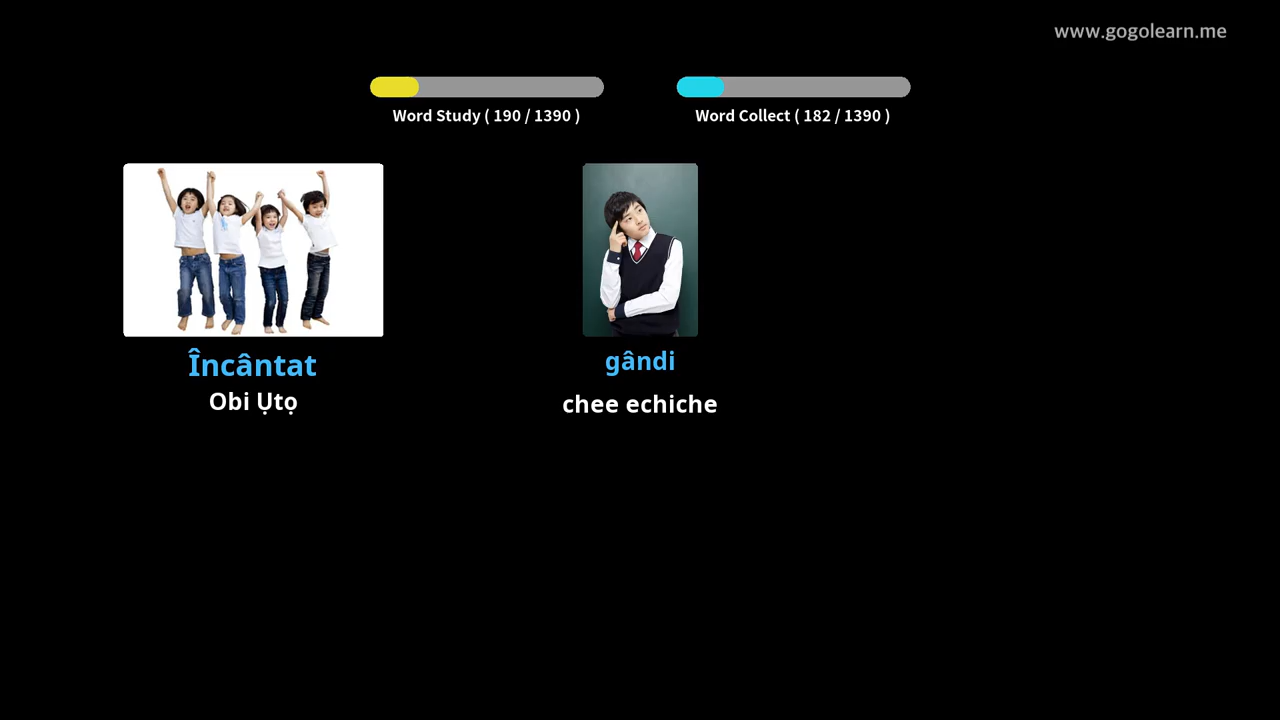 www.gogolearn.me
Word Study ( 190 / 1390 )
Word Collect ( 182 / 1390 )
Încântat
Obi Ụtọ
gândi
chee echiche